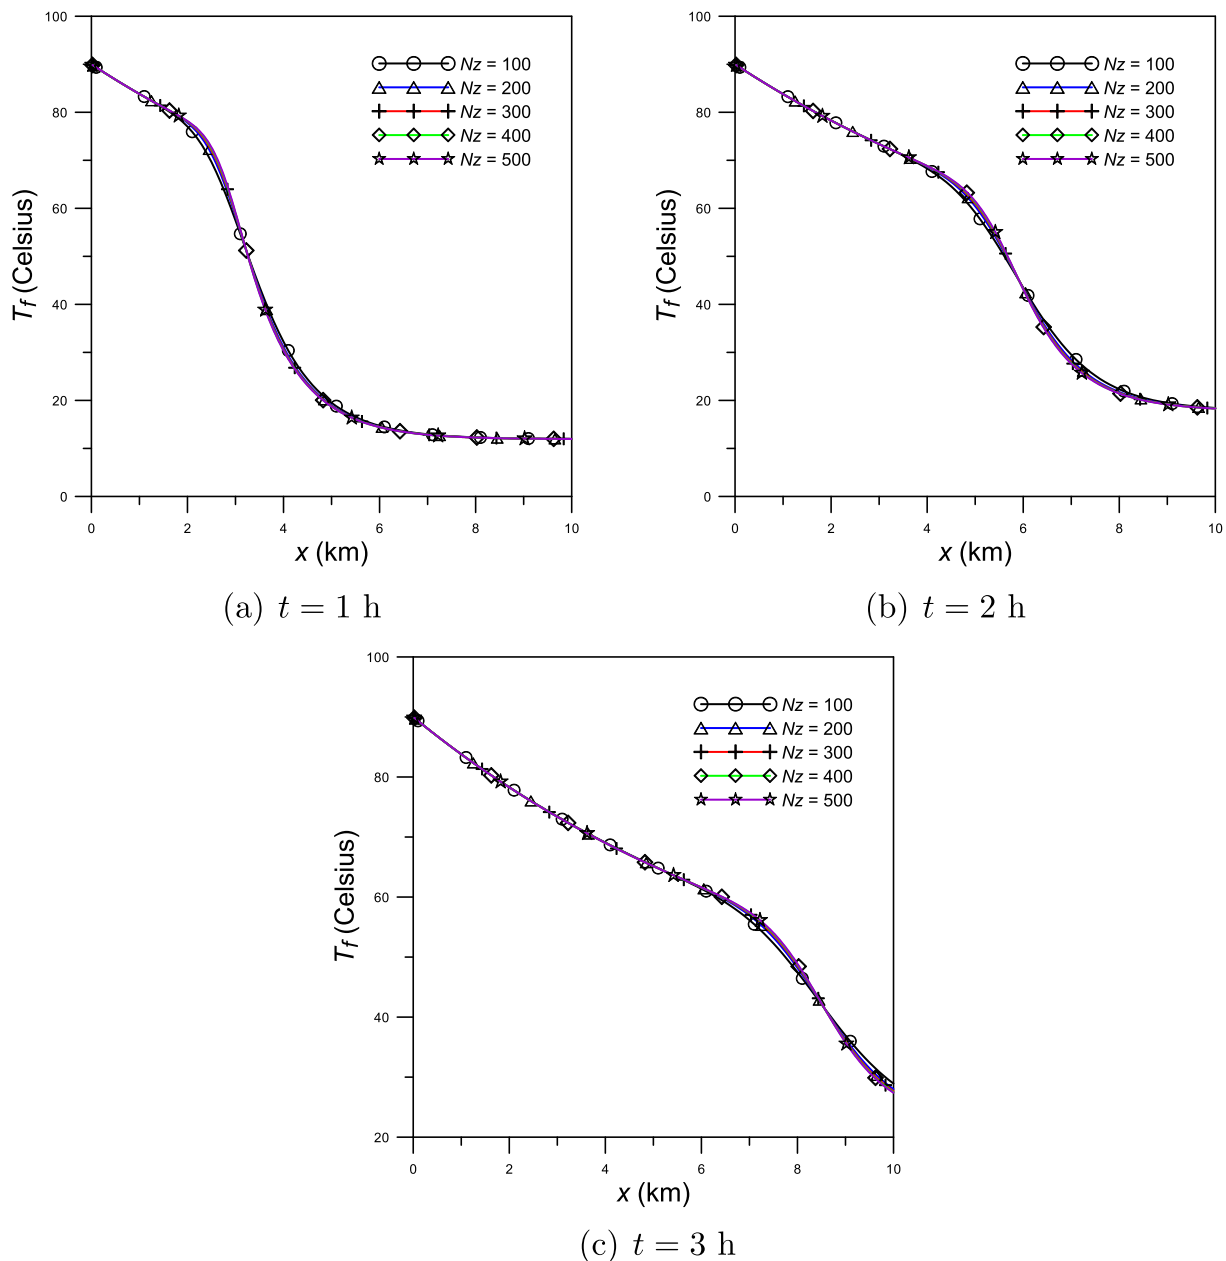 100
80
60
40
20
0
T_f (Celsius)
Nz = 100
Nz = 200
Nz = 300
Nz = 400
Nz = 500
0 2 4 6 8 10
x (km)
(a) t = 1 h
100
80
60
40
20
0
T_f (Celsius)
Nz = 100
Nz = 200
Nz = 300
Nz = 400
Nz = 500
0 2 4 6 8 10
x (km)
(b) t = 2 h
100
80
60
40
20
T_f (Celsius)
Nz = 100
Nz = 200
Nz = 300
Nz = 400
Nz = 500
0 2 4 6 8 10
x (km)
(c) t = 3 h